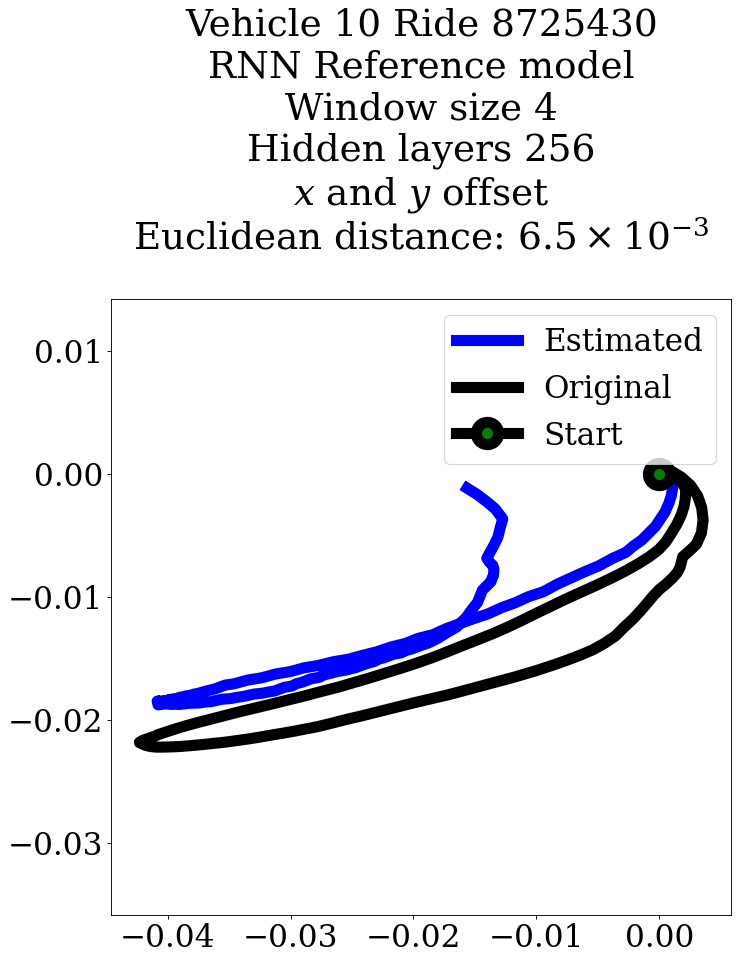 Vehicle 10 Ride 8725430
RNN Reference model
Window size 4
Hidden layers 256
x and y offset
Euclidean distance: 6.5 × 10⁻³
Estimated
Original
Start
0.01
0.00
−0.01
−0.02
−0.03
−0.04 −0.03 −0.02 −0.01 0.00